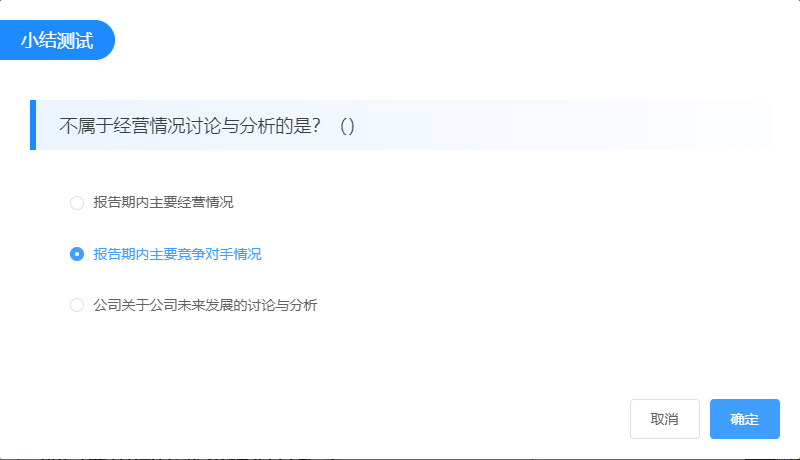 小结测试
不属于经营情况讨论与分析的是？（）
报告期内主要经营情况
报告期内主要竞争对手情况
公司关于公司未来发展的讨论与分析
取消
确定